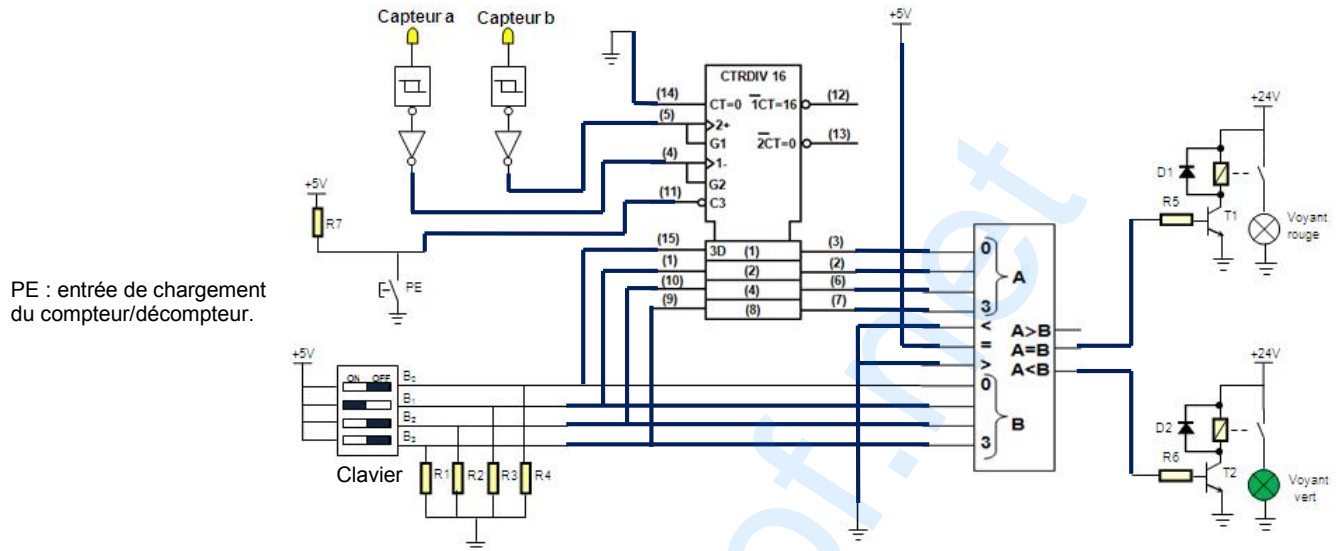 Capteur a
Capteur b
+5V
CTRDIV 16
(14)
CT=0
1CT=16
(12)
(5)
2+
G1
2CT=0
(13)
(4)
1-
G2
(11)
C3
+5V
R7
PE
PE : entrée de chargement
du compteur/décompteur.
(15)
3D
(1)
(3)
(1)
(2)
(2)
(10)
(4)
(6)
(9)
(8)
(7)
0
A
3
<
=
>
0
B
3
A>B
A=B
A<B
+24V
D1
R5
T1
Voyant
rouge
+24V
D2
R6
T2
Voyant
vert
+5V
ON OFF
B0
B1
B2
B3
Clavier
R1
R2
R3
R4
of.net